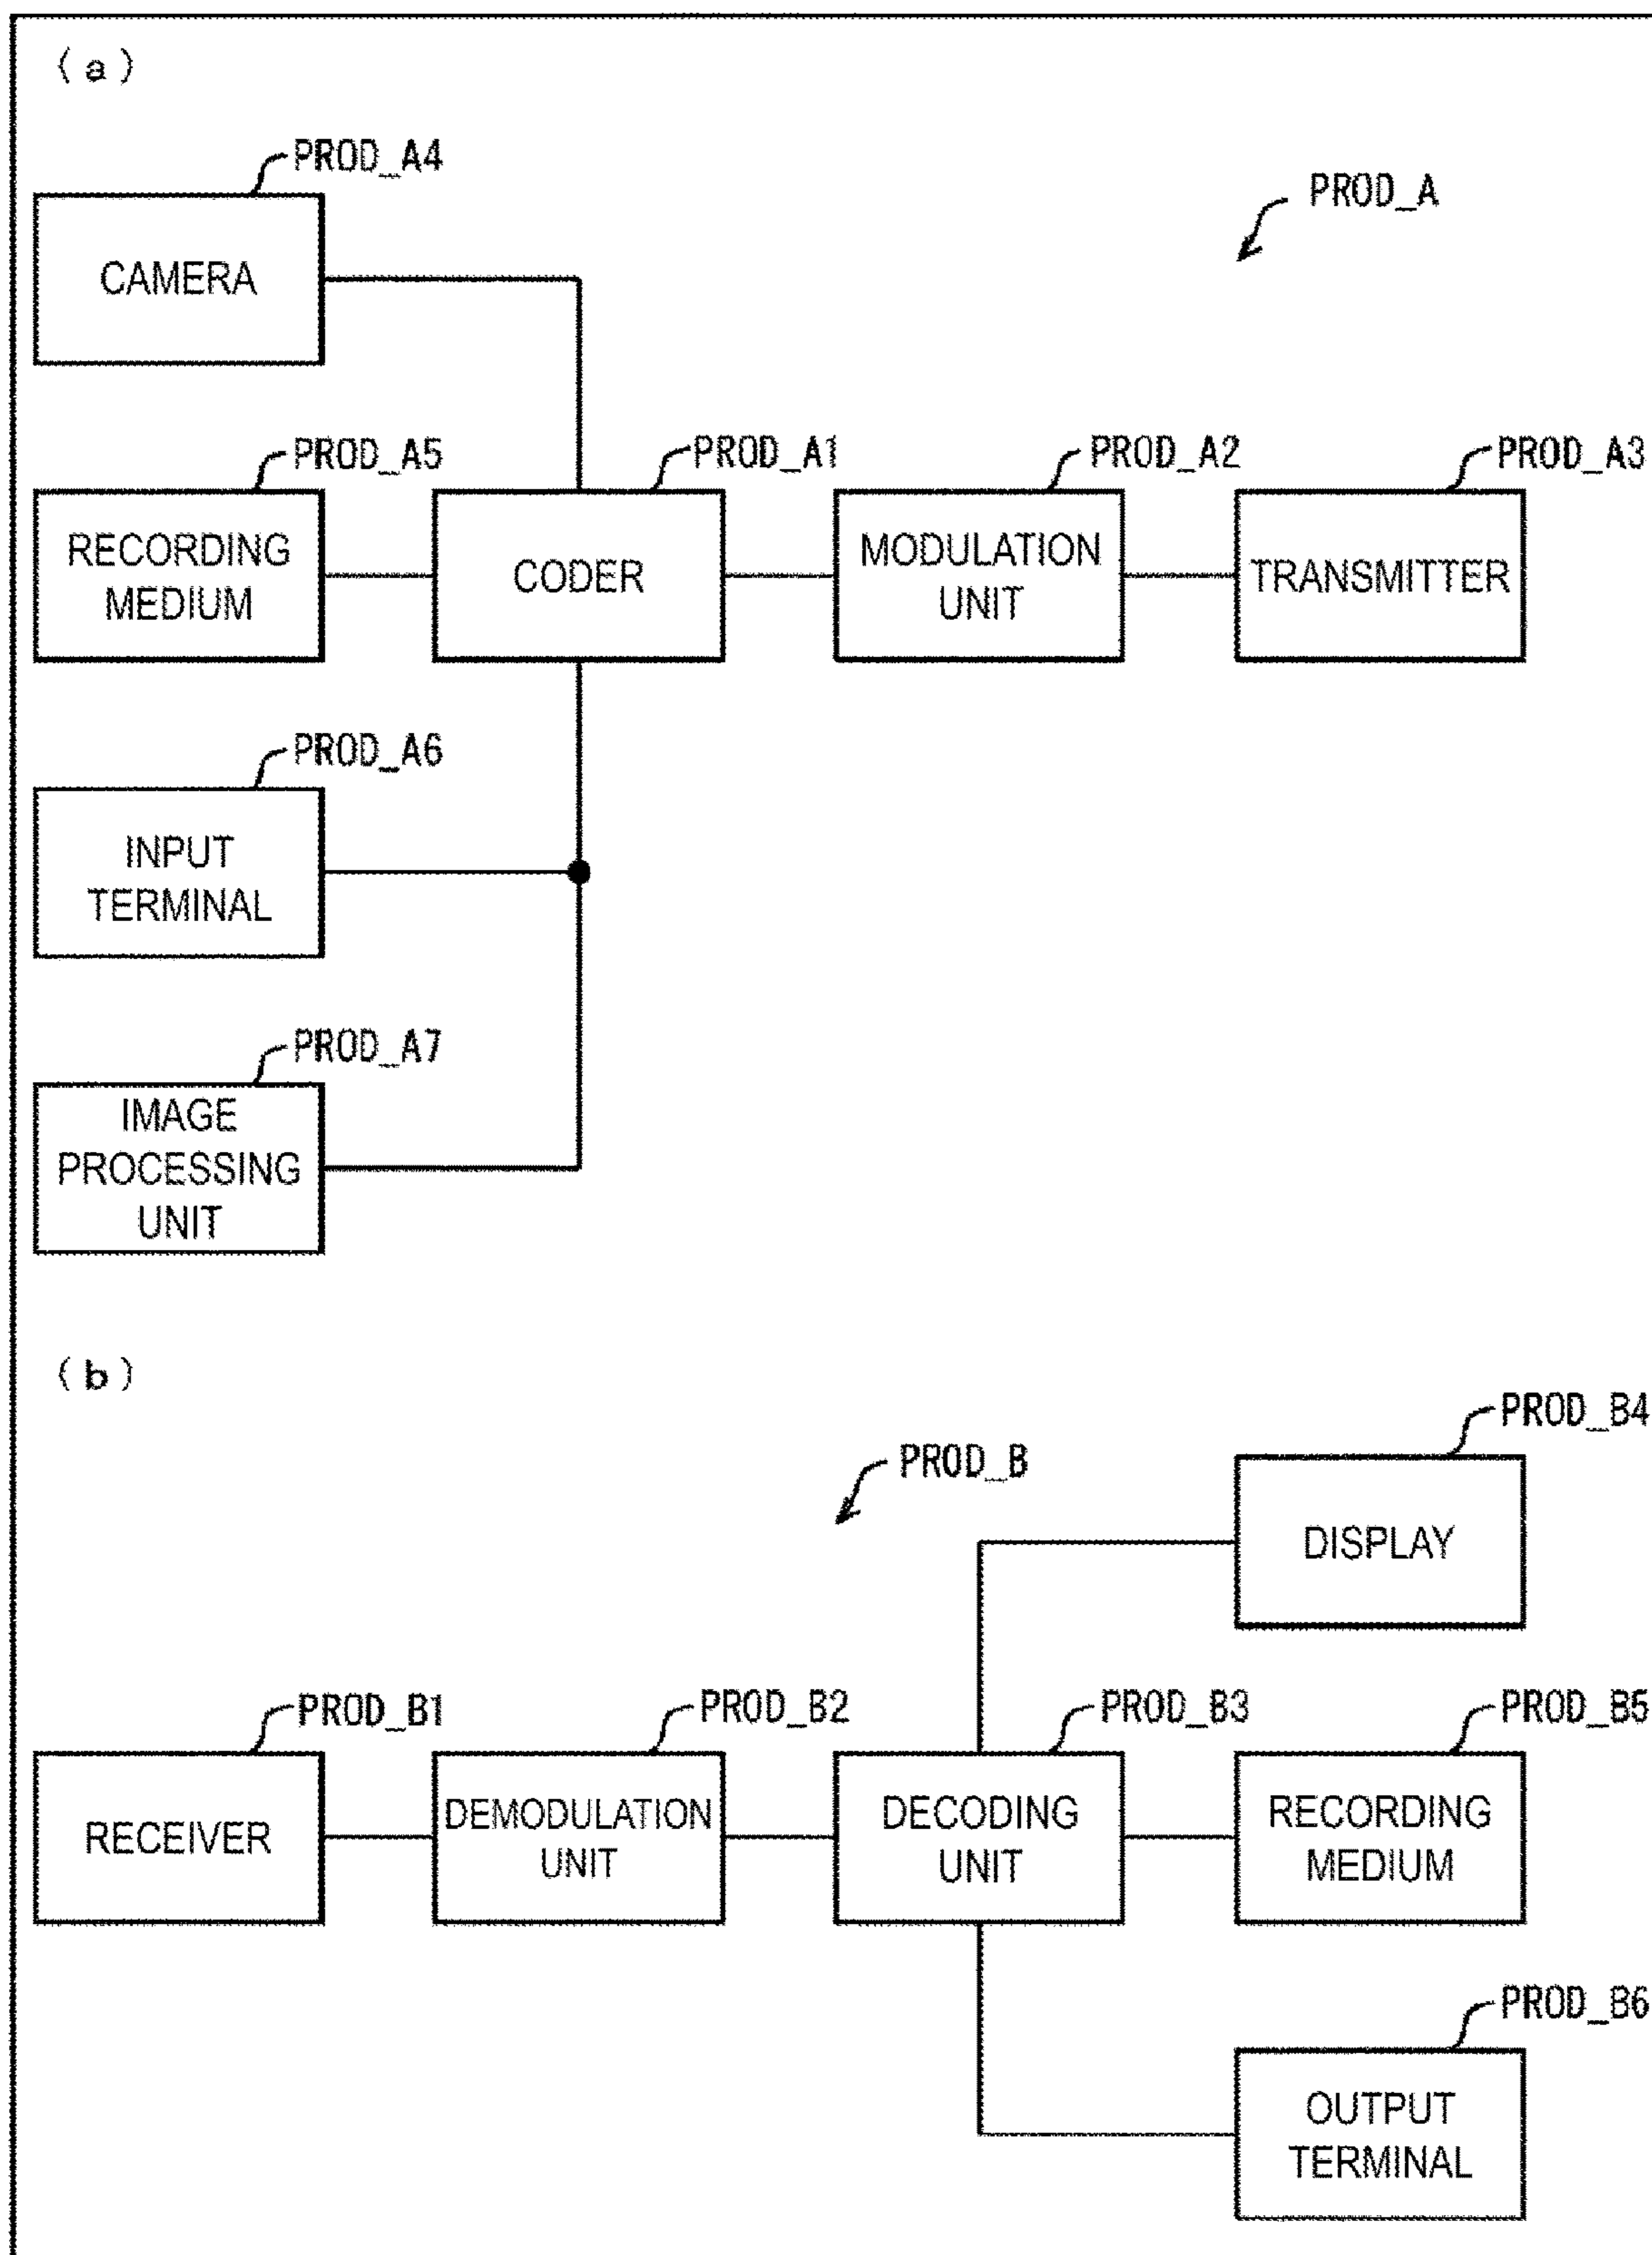 (a)
PROD_A4
PROD_A
CAMERA
PROD_A5
PROD_A1
PROD_A2
PROD_A3
RECORDING
MEDIUM
CODER
MODULATION
UNIT
TRANSMITTER
PROD_A6
INPUT
TERMINAL
PROD_A7
IMAGE
PROCESSING
UNIT
(b)
PROD_B4
PROD_B
DISPLAY
PROD_B1
PROD_B2
PROD_B3
PROD_B5
RECEIVER
DEMODULATION
UNIT
DECODING
UNIT
RECORDING
MEDIUM
PROD_B6
OUTPUT
TERMINAL